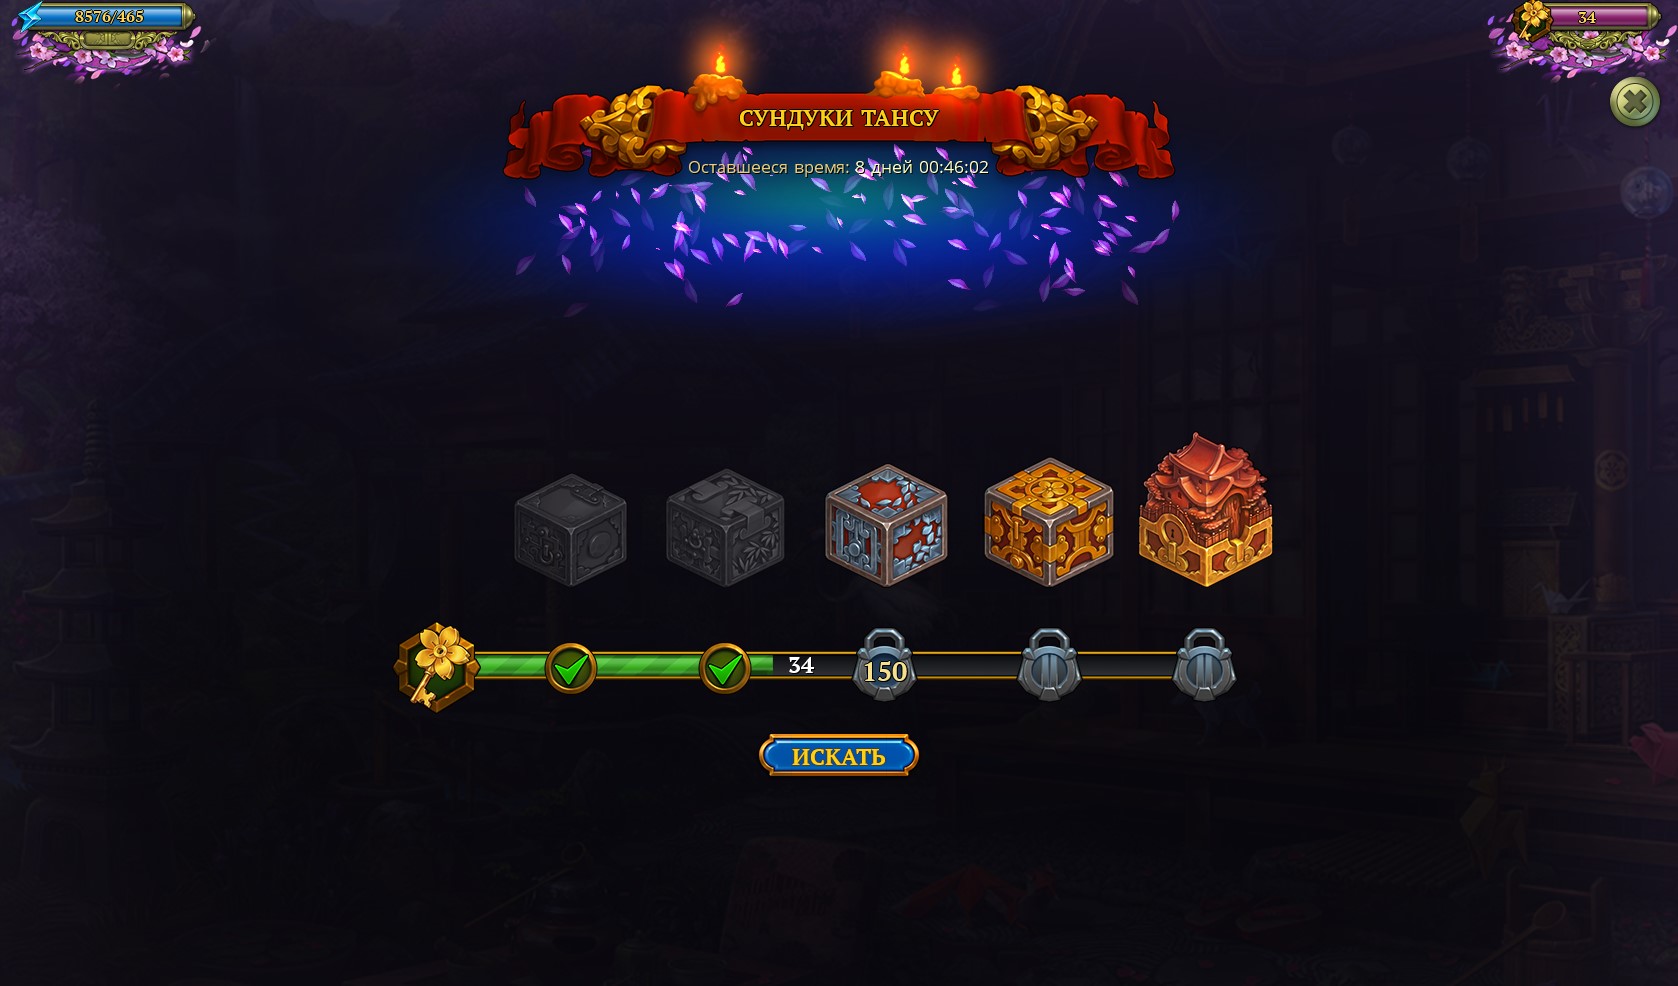 8576/465
34
СУНДУКИ ТАНСУ
Оставшееся время: 8 дней 00:46:02
34
150
ИСКАТЬ